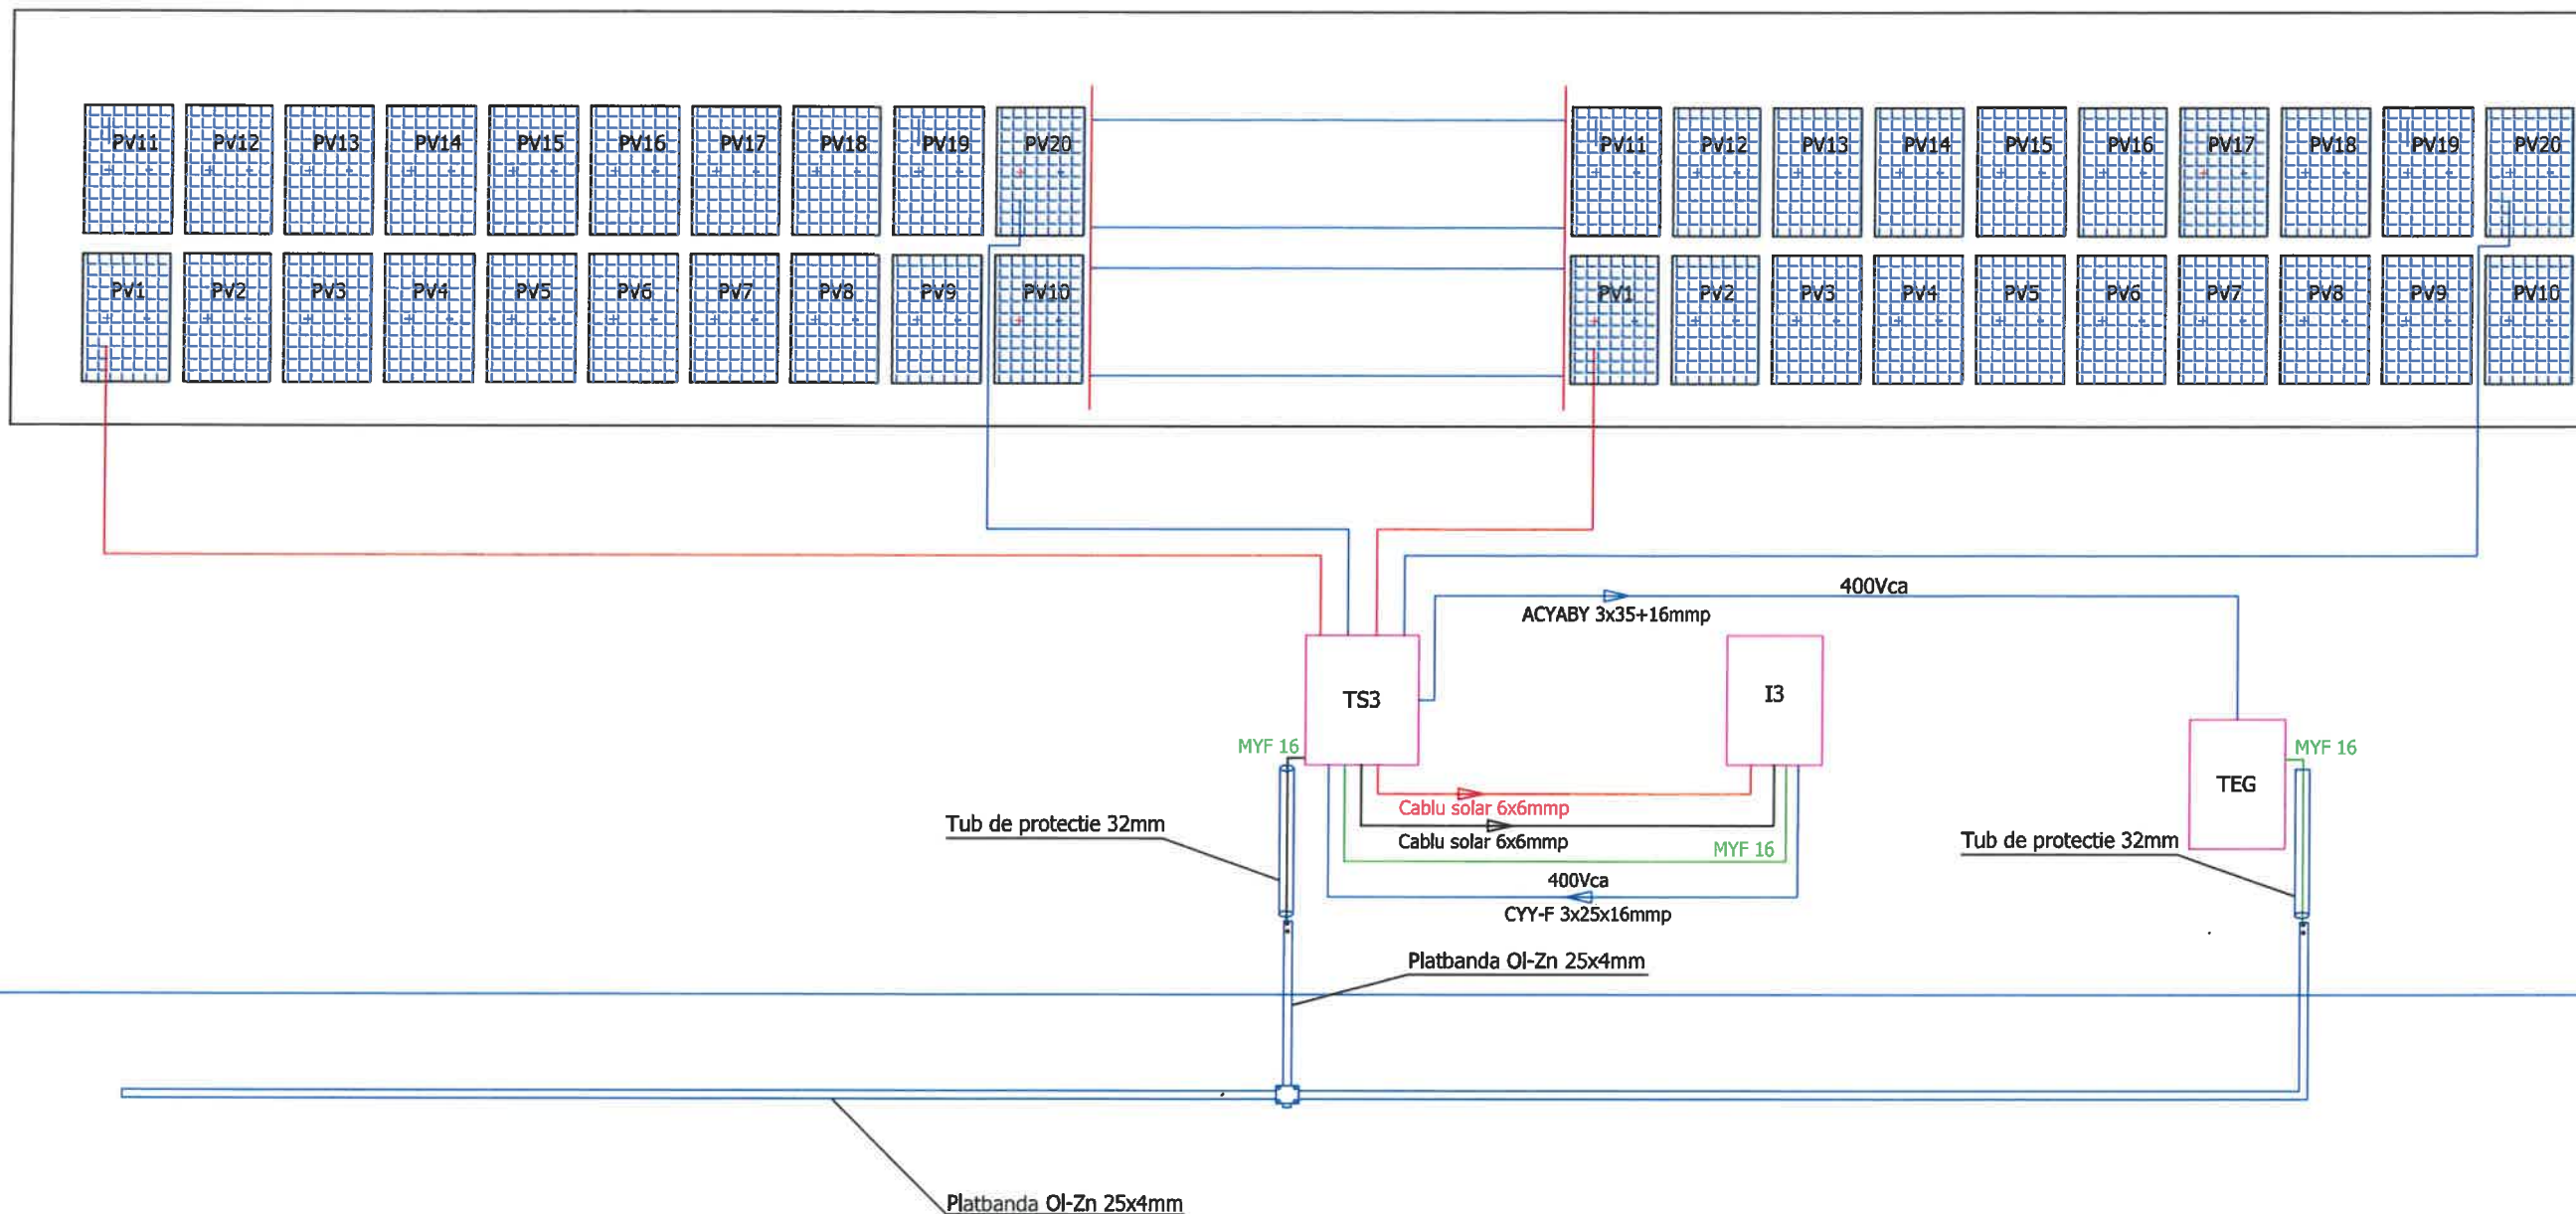 PV11 PV12 PV13 PV14 PV15 PV16 PV17 PV18 PV19 PV20 PV11 PV12 PV13 PV14 PV15 PV16 PV17 PV18 PV19 PV20
PV1 PV2 PV3 PV4 PV5 PV6 PV7 PV8 PV9 PV10 PV1 PV2 PV3 PV4 PV5 PV6 PV7 PV8 PV9 PV10
400Vca
ACYABY 3x35+16mmp
TS3
I3
MYF 16
MYF 16
TEG
Cablu solar 6x6mmp
Tub de protectie 32mm
Cablu solar 6x6mmp
MYF 16
Tub de protectie 32mm
400Vca
CYY-F 3x25x16mmp
Platbanda Ol-Zn 25x4mm
Platbanda Ol-Zn 25x4mm